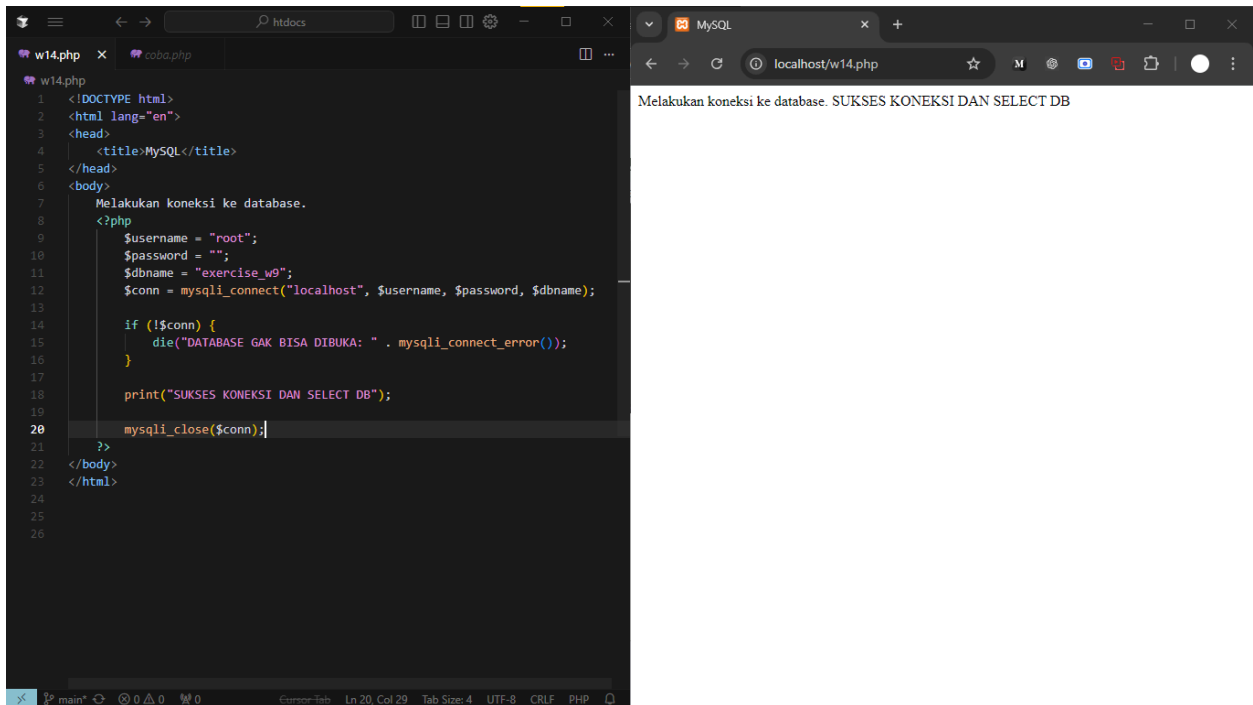 htdocs
w14.php
coba.php
w14.php
1 <!DOCTYPE html>
2 <html lang="en">
3 <head>
4 <title>MySQL</title>
5 </head>
6 <body>
7 Melakukan koneksi ke database.
8 <?php
9 $username = "root";
10 $password = "";
11 $dbname = "exercise_w9";
12 $conn = mysqli_connect("localhost", $username, $password, $dbname);
13
14 if (!$conn) {
15 die("DATABASE GAK BISA DIBUKA: " . mysqli_connect_error());
16 }
17
18 print("SUKSES KONEKSI DAN SELECT DB");
19
20 mysqli_close($conn);
21 ?>
22 </body>
23 </html>
24
25
26
main* 0 0 0 Cursor Tab Ln 20, Col 29 Tab Size: 4 UTF-8 CRLF PHP
MySQL
localhost/w14.php
M
Melakukan koneksi ke database. SUKSES KONEKSI DAN SELECT DB